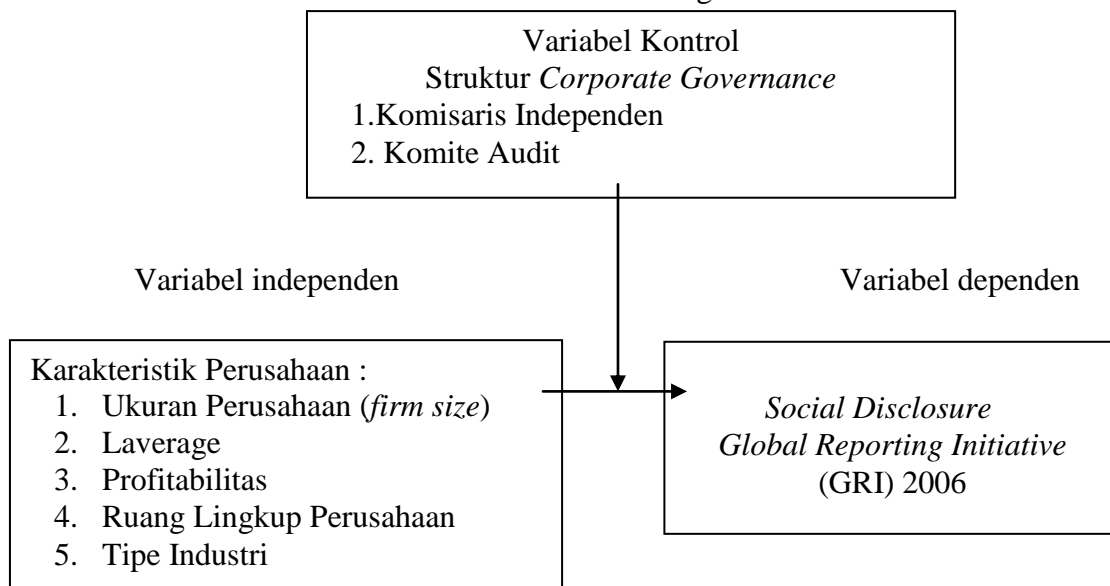 Variabel Kontrol
Struktur Corporate Governance
1.Komisaris Independen
2. Komite Audit
Variabel independen
Variabel dependen
Karakteristik Perusahaan :
1. Ukuran Perusahaan (firm size)
2. Laverage
3. Profitabilitas
4. Ruang Lingkup Perusahaan
5. Tipe Industri
Social Disclosure
Global Reporting Initiative
(GRI) 2006